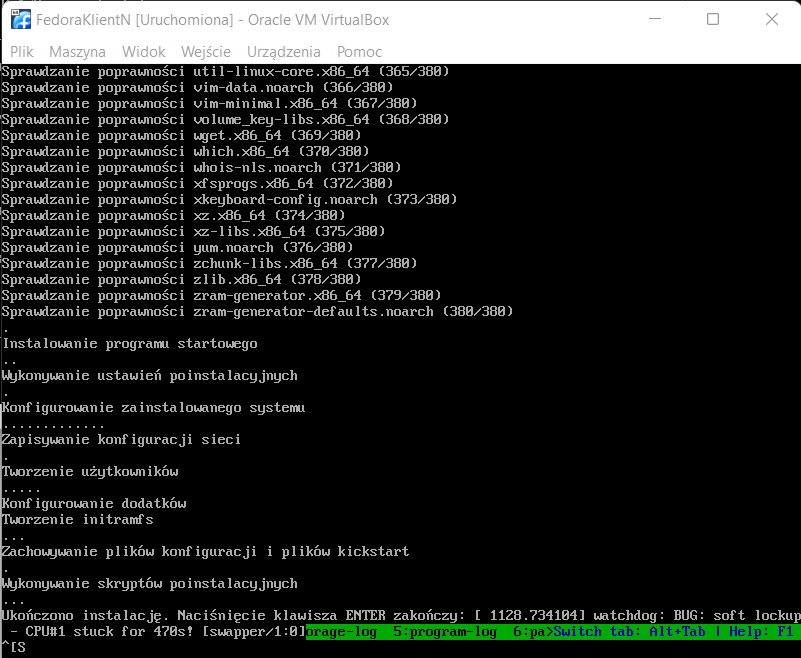 FedoraKlientN [Uruchomiona] - Oracle VM VirtualBox
Plik Maszyna Widok Wejście Urządzenia Pomoc
Sprawdzanie poprawności util-linux-core.x86_64 (365/380)
Sprawdzanie poprawności vim-data.noarch (366/380)
Sprawdzanie poprawności vim-minimal.x86_64 (367/380)
Sprawdzanie poprawności volume_key-libs.x86_64 (368/380)
Sprawdzanie poprawności wget.x86_64 (369/380)
Sprawdzanie poprawności which.x86_64 (370/380)
Sprawdzanie poprawności whois-nls.noarch (371/380)
Sprawdzanie poprawności xfsprogs.x86_64 (372/380)
Sprawdzanie poprawności xkeyboard-config.noarch (373/380)
Sprawdzanie poprawności xz.x86_64 (374/380)
Sprawdzanie poprawności xz-libs.x86_64 (375/380)
Sprawdzanie poprawności yum.noarch (376/380)
Sprawdzanie poprawności zchunk-libs.x86_64 (377/380)
Sprawdzanie poprawności zlib.x86_64 (378/380)
Sprawdzanie poprawności zram-generator.x86_64 (379/380)
Sprawdzanie poprawności zram-generator-defaults.noarch (380/380)
.
Instalowanie programu startowego
..
Wykonywanie ustawień poinstalacyjnych
.
Konfigurowanie zainstalowanego systemu
.............
Zapisywanie konfiguracji sieci
.
Tworzenie użytkowników
.....
Konfigurowanie dodatków
Tworzenie initramfs
...
Zachowywanie plików konfiguracji i plików kickstart
.
Wykonywanie skryptów poinstalacyjnych
...
Ukończono instalację. Naciśnięcie klawisza ENTER zakończy: [ 1128.734104] watchdog: BUG: soft lockup
- CPU#1 stuck for 470s! [swapper/1:0]orage-log 5:program-log 6:pa>Switch tab: Alt+Tab | Help: F1
^[S